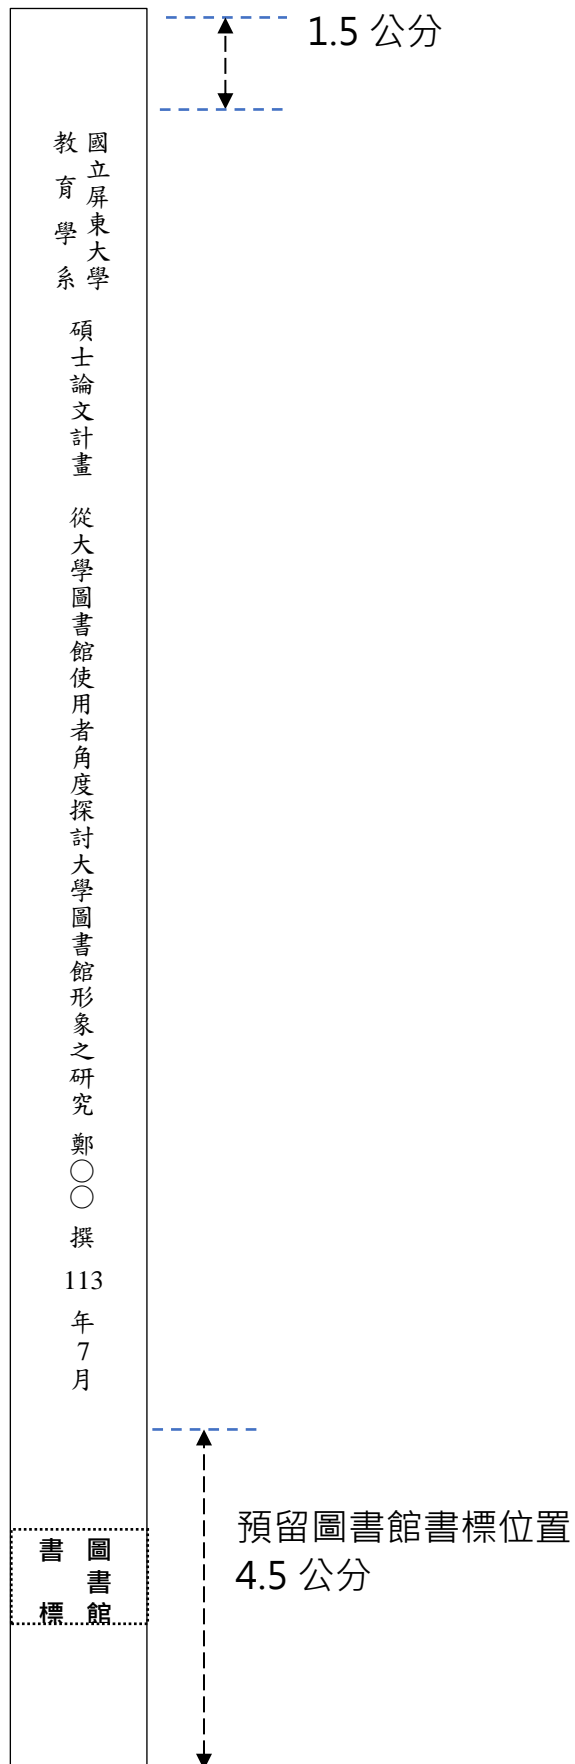 1.5 公分
國立屏東大學
教育學系
碩士論文計畫
從大學圖書館使用者角度探討大學圖書館形象之研究
鄭○○ 撰
113
年7月
預留圖書館書標位置
4.5 公分
圖書館
書標